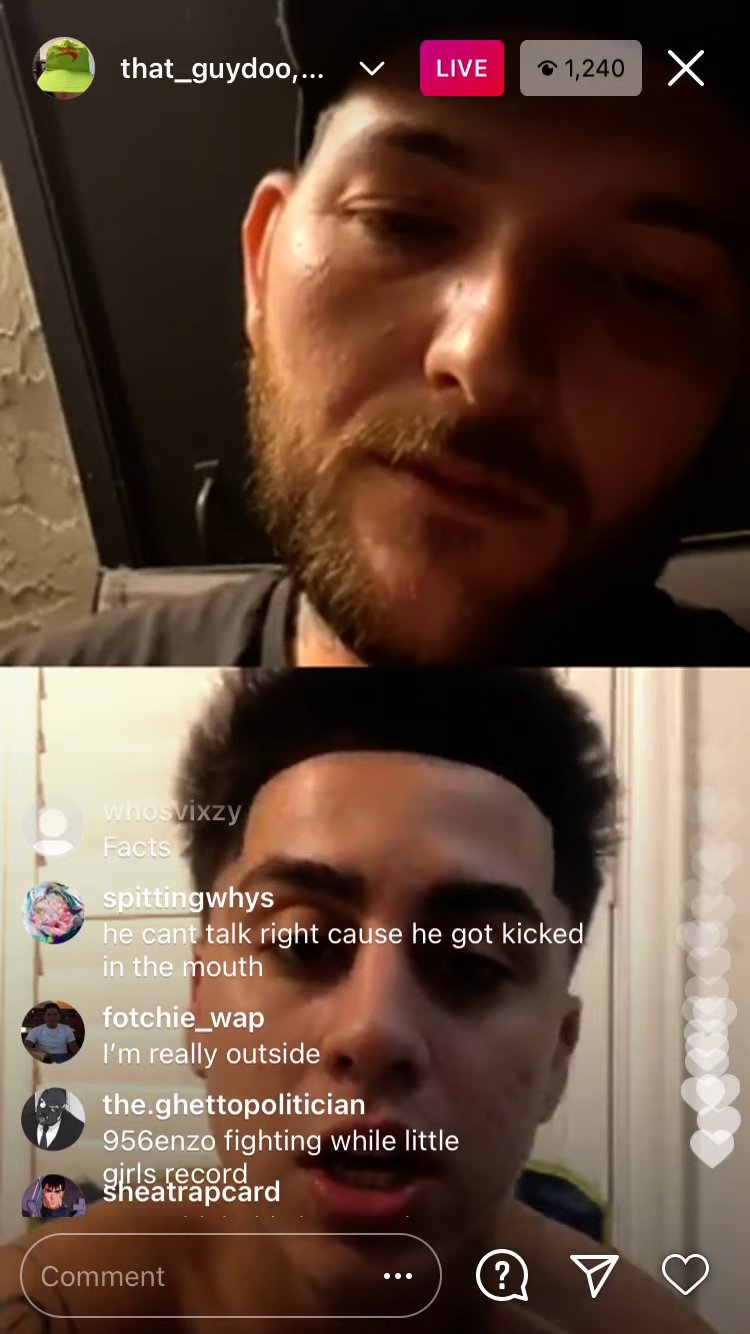 that_guydoo,...
LIVE
1,240
whosvixzy
Facts
spittingwhys
he cant talk right cause he got kicked
in the mouth
fotchie_wap
I’m really outside
the.ghettopolitician
956enzo fighting while little
girls record
sheatrapcard
Comment